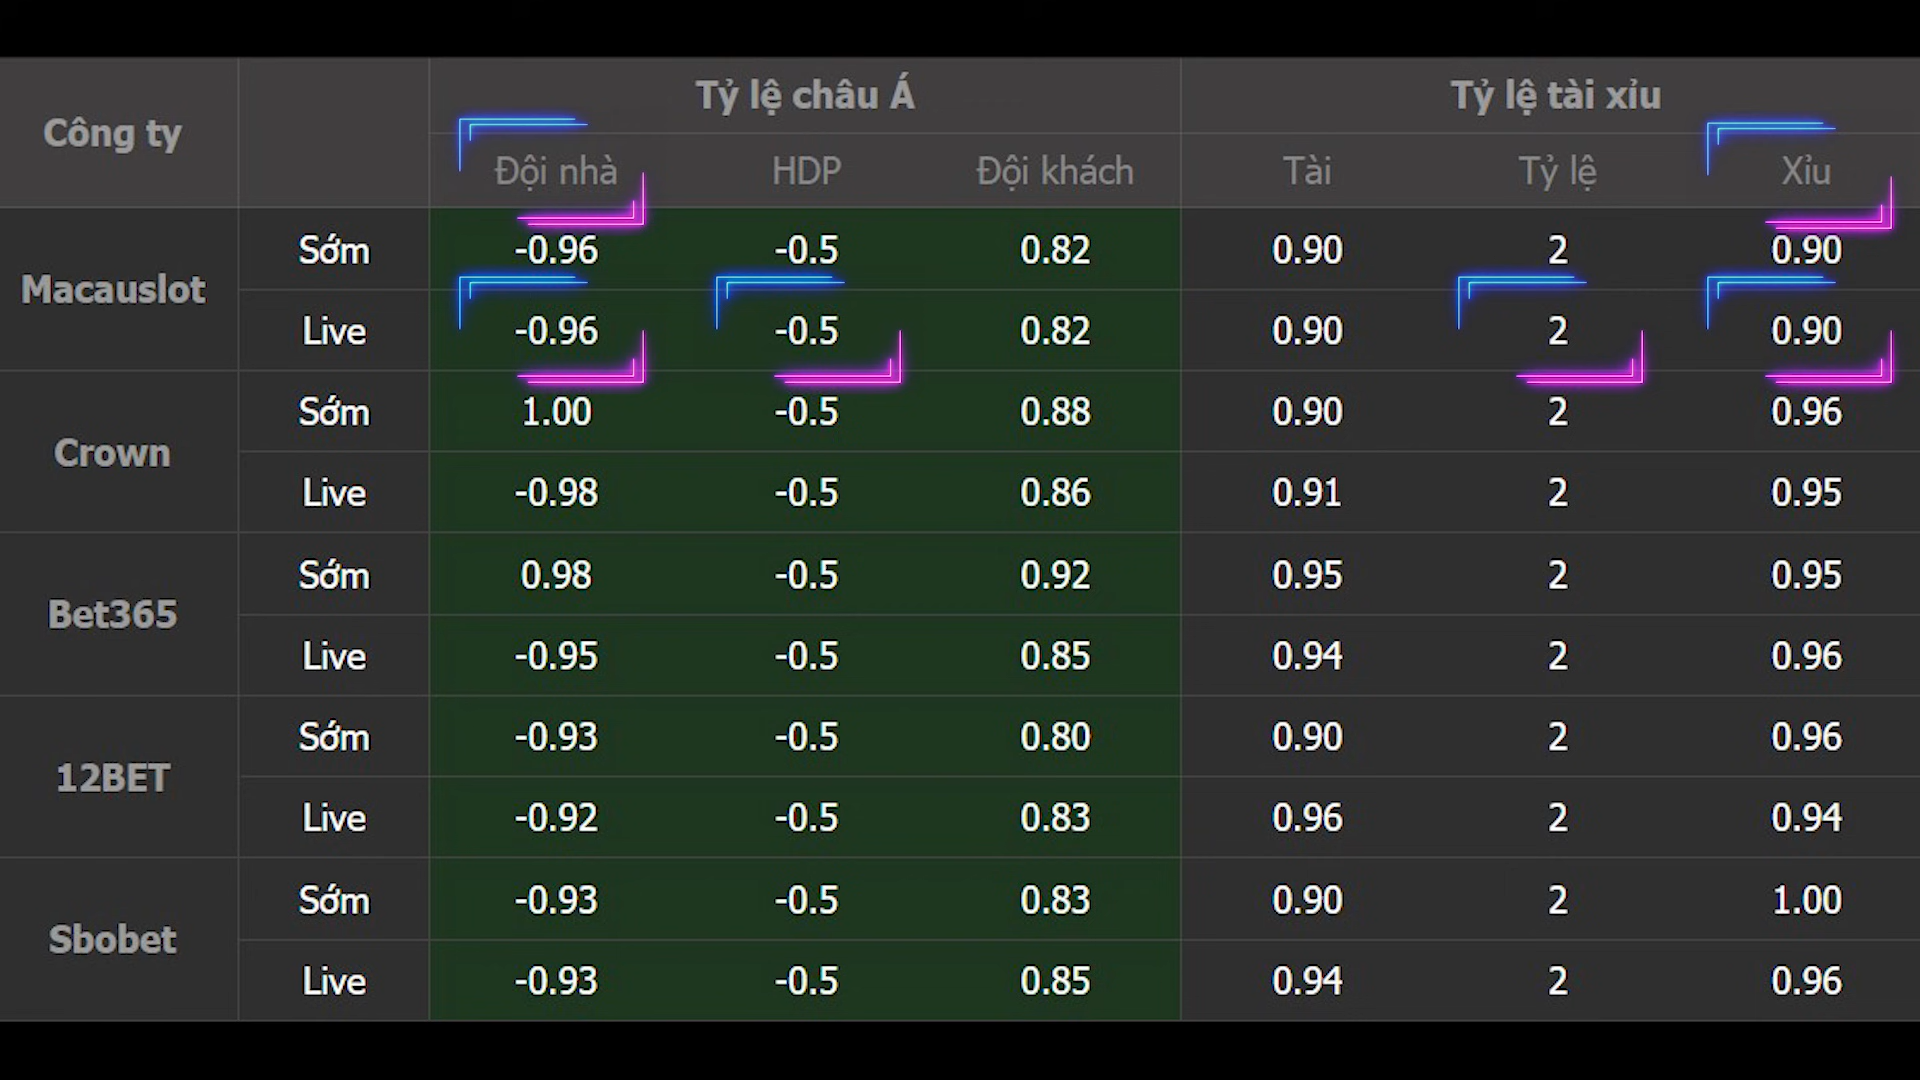 Công ty Tỷ lệ châu Á Tỷ lệ tài xỉu
Đội nhà HDP Đội khách Tài Tỷ lệ Xỉu
Macauslot
Sớm -0.96 -0.5 0.82 0.90 2 0.90
Live -0.96 -0.5 0.82 0.90 2 0.90
Crown
Sớm 1.00 -0.5 0.88 0.90 2 0.96
Live -0.98 -0.5 0.86 0.91 2 0.95
Bet365
Sớm 0.98 -0.5 0.92 0.95 2 0.95
Live -0.95 -0.5 0.85 0.94 2 0.96
12BET
Sớm -0.93 -0.5 0.80 0.90 2 0.96
Live -0.92 -0.5 0.83 0.96 2 0.94
Sbobet
Sớm -0.93 -0.5 0.83 0.90 2 1.00
Live -0.93 -0.5 0.85 0.94 2 0.96